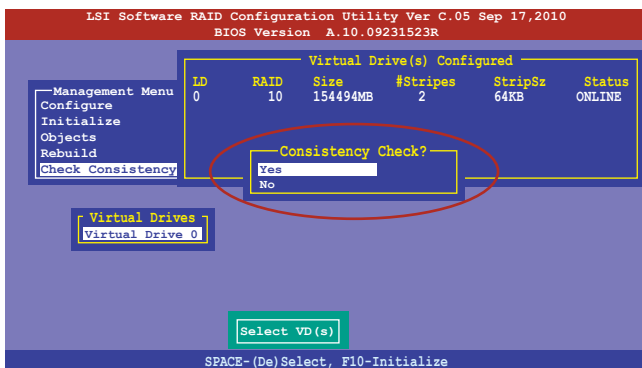 LSI Software RAID Configuration Utility Ver C.05 Sep 17,2010
BIOS Version A.10.09231523R
Virtual Drive(s) Configured
LD RAID Size #Stripes StripSz Status
0 10 154494MB 2 64KB ONLINE
Management Menu
Configure
Initialize
Objects
Rebuild
Check Consistency
Consistency Check?
Yes
No
Virtual Drives
Virtual Drive 0
Select VD(s)
SPACE-(De)Select, F10-Initialize